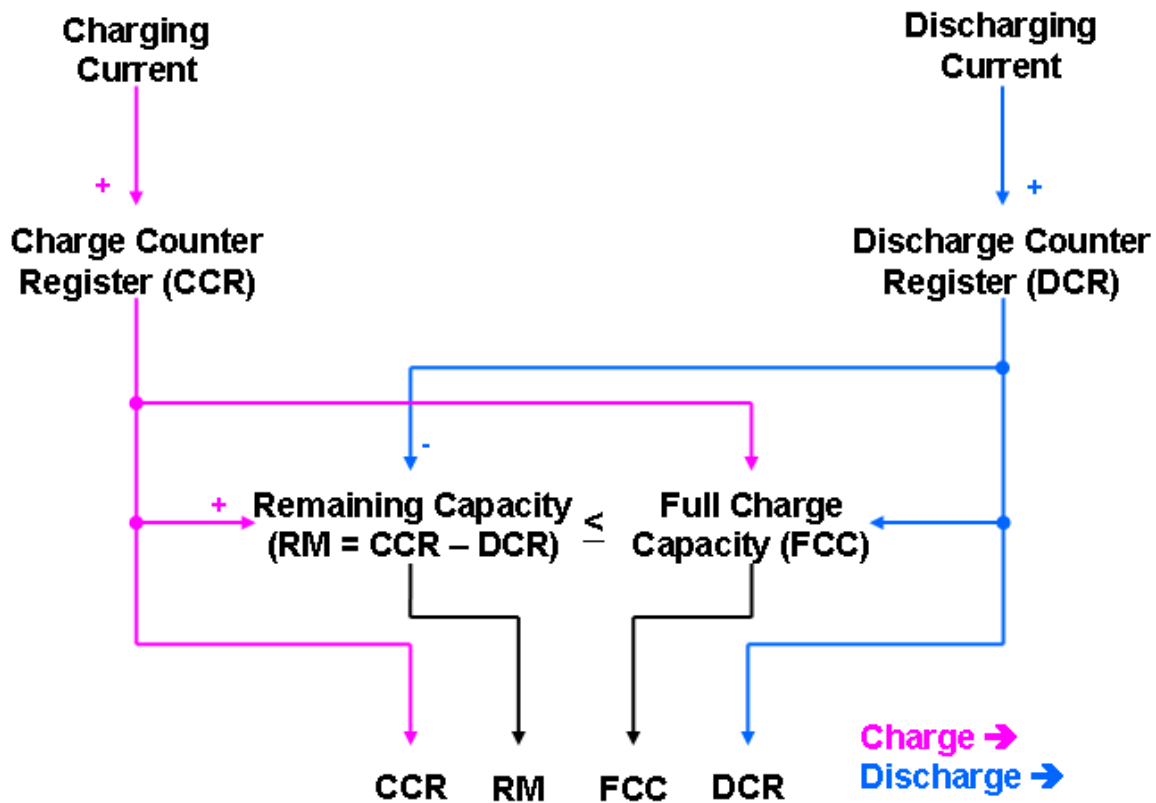 Charging
Current
Discharging
Current
+
+
Charge Counter
Register (CCR)
Discharge Counter
Register (DCR)
-
+
Remaining Capacity
(RM = CCR – DCR)
≤
Full Charge
Capacity (FCC)
Charge ➔
Discharge ➔
CCR RM FCC DCR